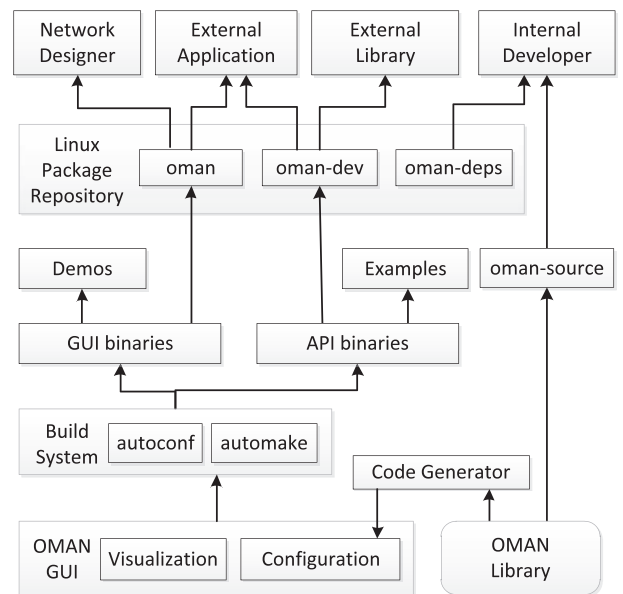 Network
Designer
External
Application
External
Library
Internal
Developer
Linux
Package
Repository
oman
oman-dev
oman-deps
Demos
Examples
oman-source
GUI binaries
API binaries
Build
System
autoconf
automake
Code Generator
OMAN
GUI
Visualization
Configuration
OMAN
Library